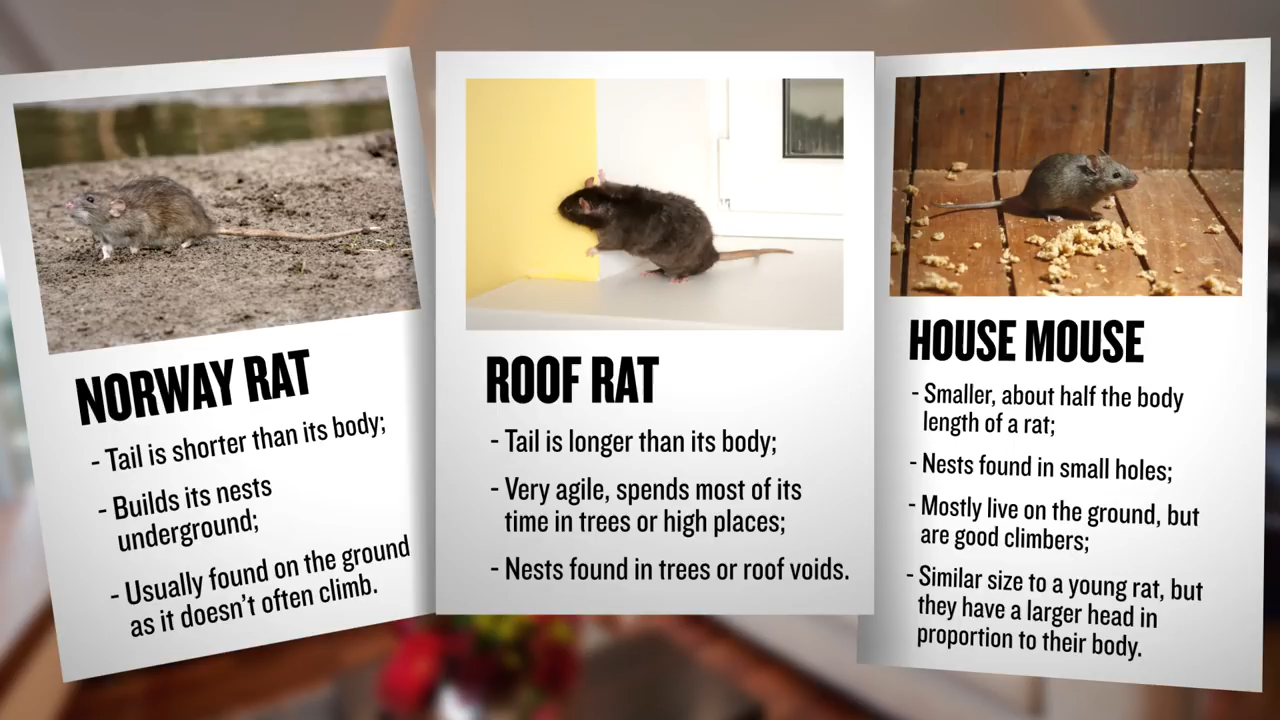 NORWAY RAT
- Tail is shorter than its body;
- Builds its nests
underground;
- Usually found on the ground
as it doesn't often climb.
ROOF RAT
- Tail is longer than its body;
- Very agile, spends most of its
time in trees or high places;
- Nests found in trees or roof voids.
HOUSE MOUSE
- Smaller, about half the body
length of a rat;
- Nests found in small holes;
- Mostly live on the ground, but
are good climbers;
- Similar size to a young rat, but
they have a larger head in
proportion to their body.